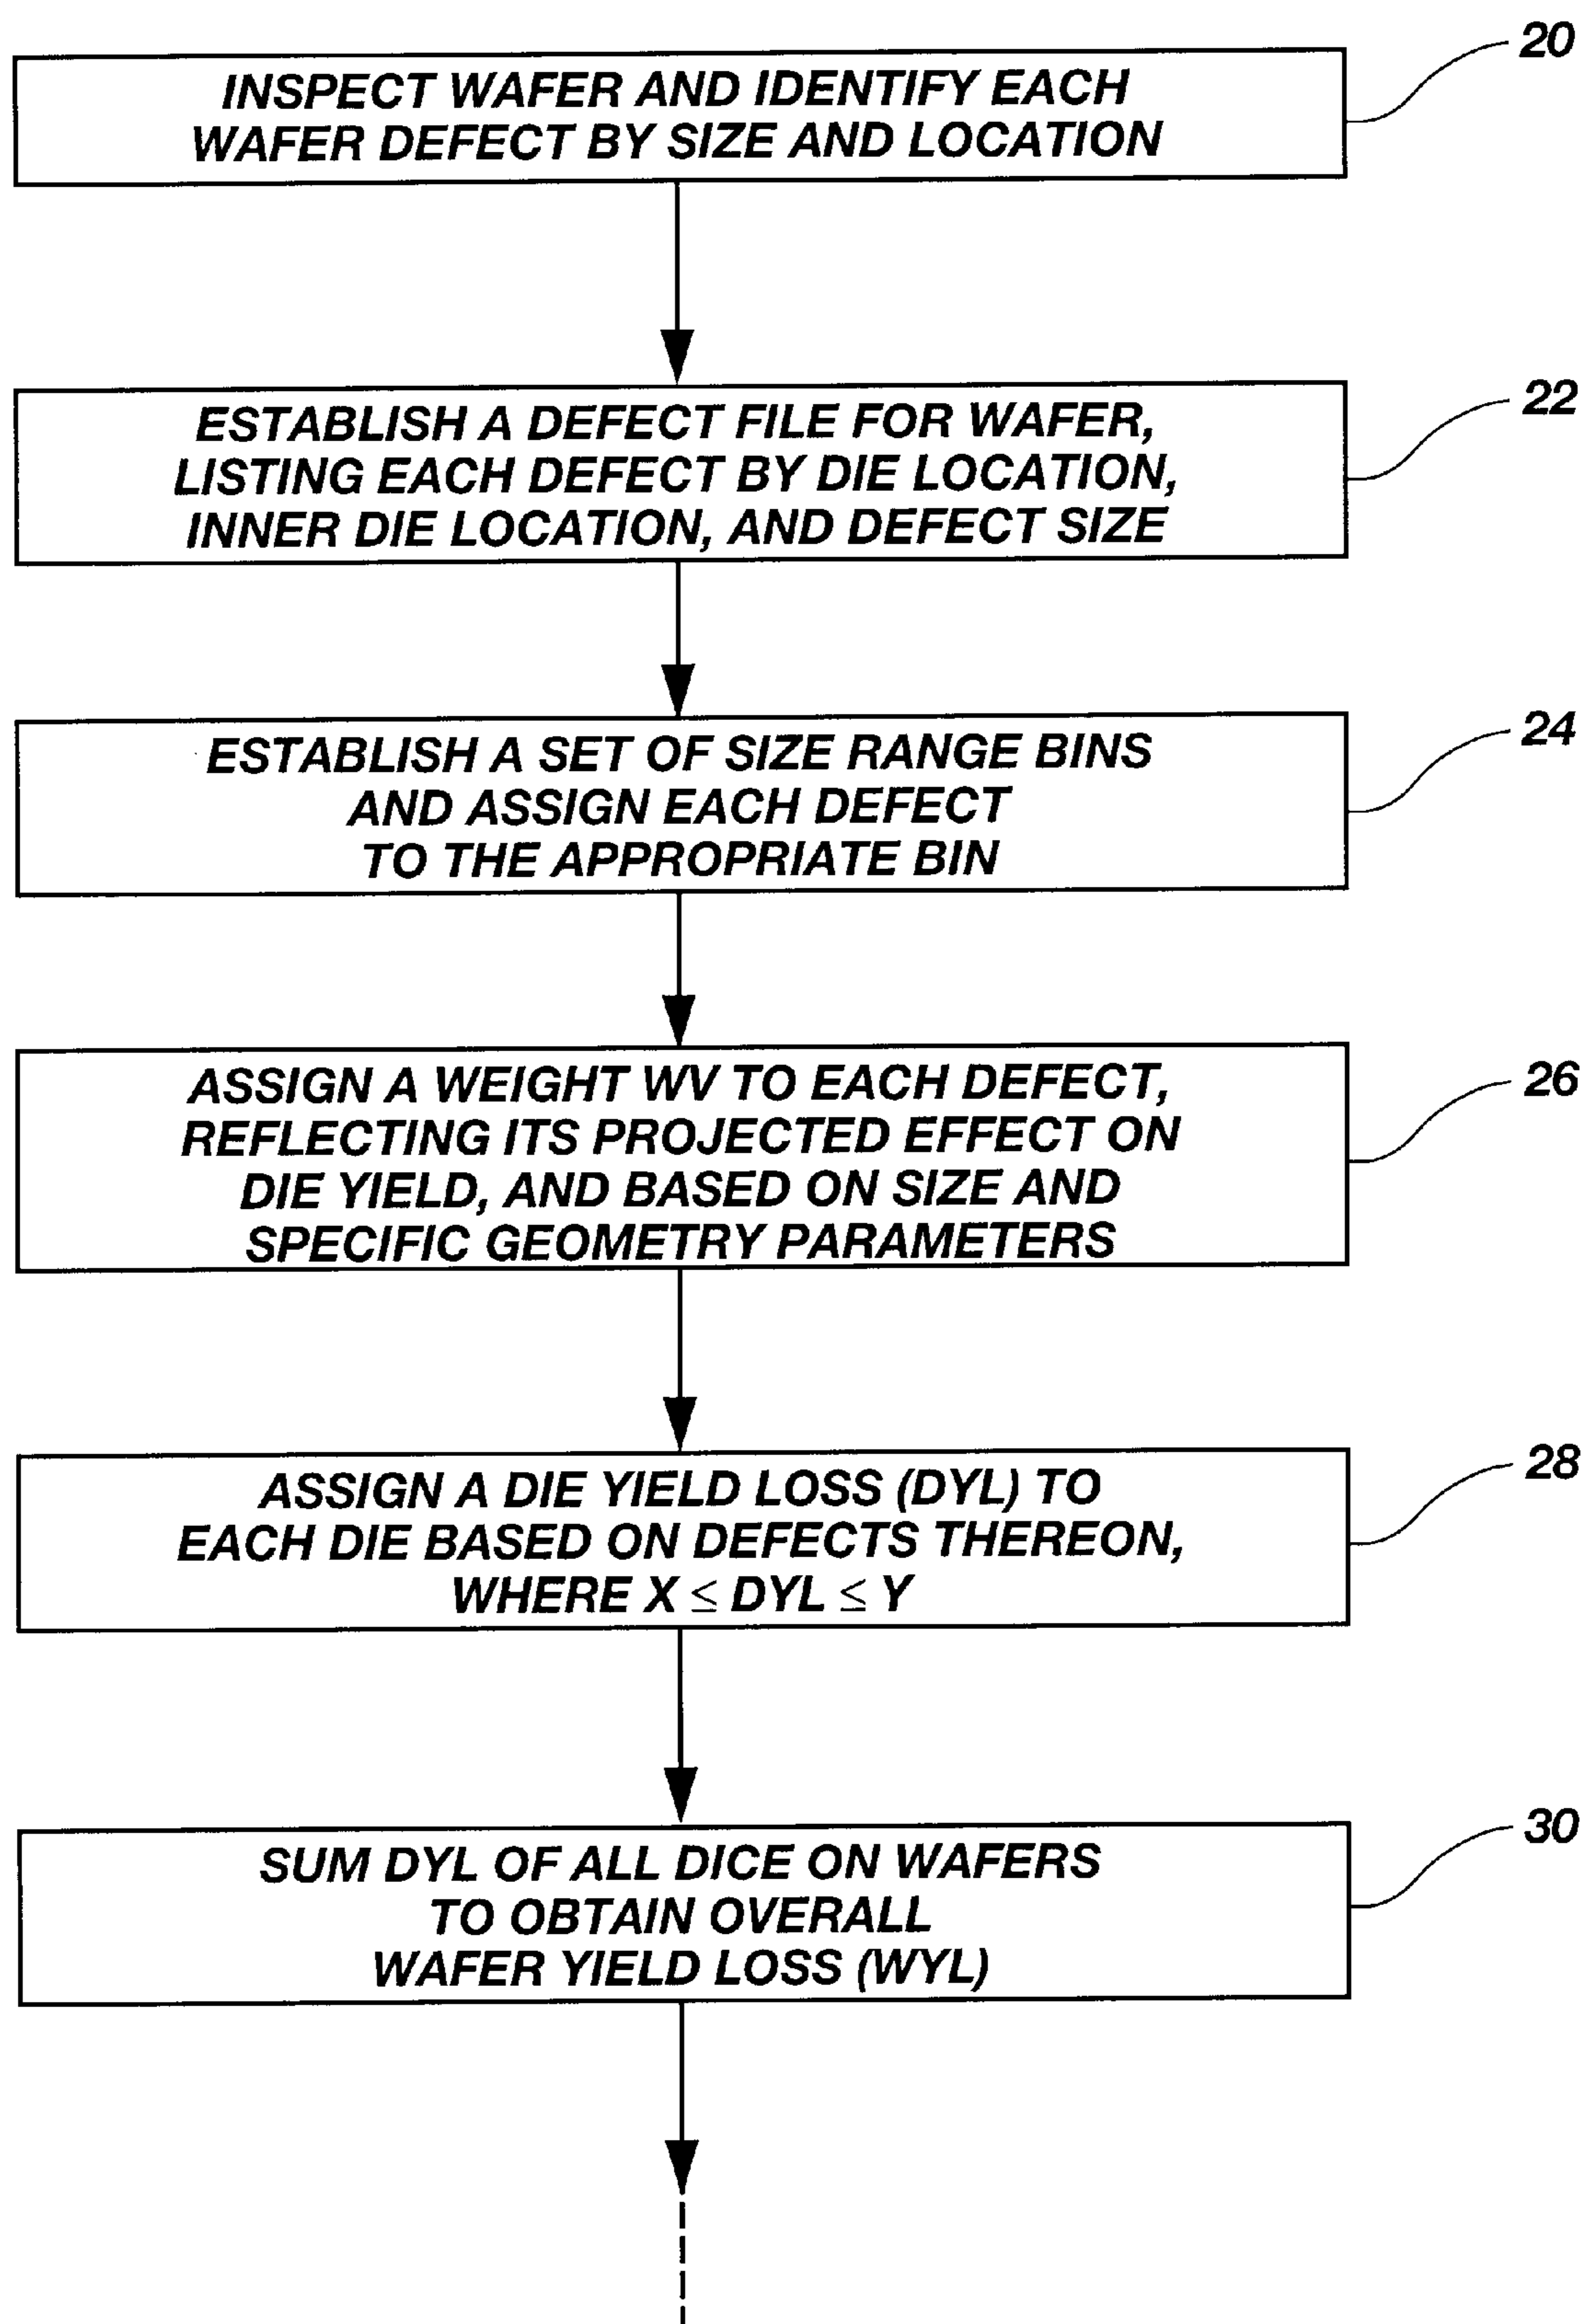 20
INSPECT WAFER AND IDENTIFY EACH
WAFER DEFECT BY SIZE AND LOCATION
22
ESTABLISH A DEFECT FILE FOR WAFER,
LISTING EACH DEFECT BY DIE LOCATION,
INNER DIE LOCATION, AND DEFECT SIZE
24
ESTABLISH A SET OF SIZE RANGE BINS
AND ASSIGN EACH DEFECT
TO THE APPROPRIATE BIN
26
ASSIGN A WEIGHT WV TO EACH DEFECT,
REFLECTING ITS PROJECTED EFFECT ON
DIE YIELD, AND BASED ON SIZE AND
SPECIFIC GEOMETRY PARAMETERS
28
ASSIGN A DIE YIELD LOSS (DYL) TO
EACH DIE BASED ON DEFECTS THEREON,
WHERE X ≤ DYL ≤ Y
30
SUM DYL OF ALL DICE ON WAFERS
TO OBTAIN OVERALL
WAFER YIELD LOSS (WYL)